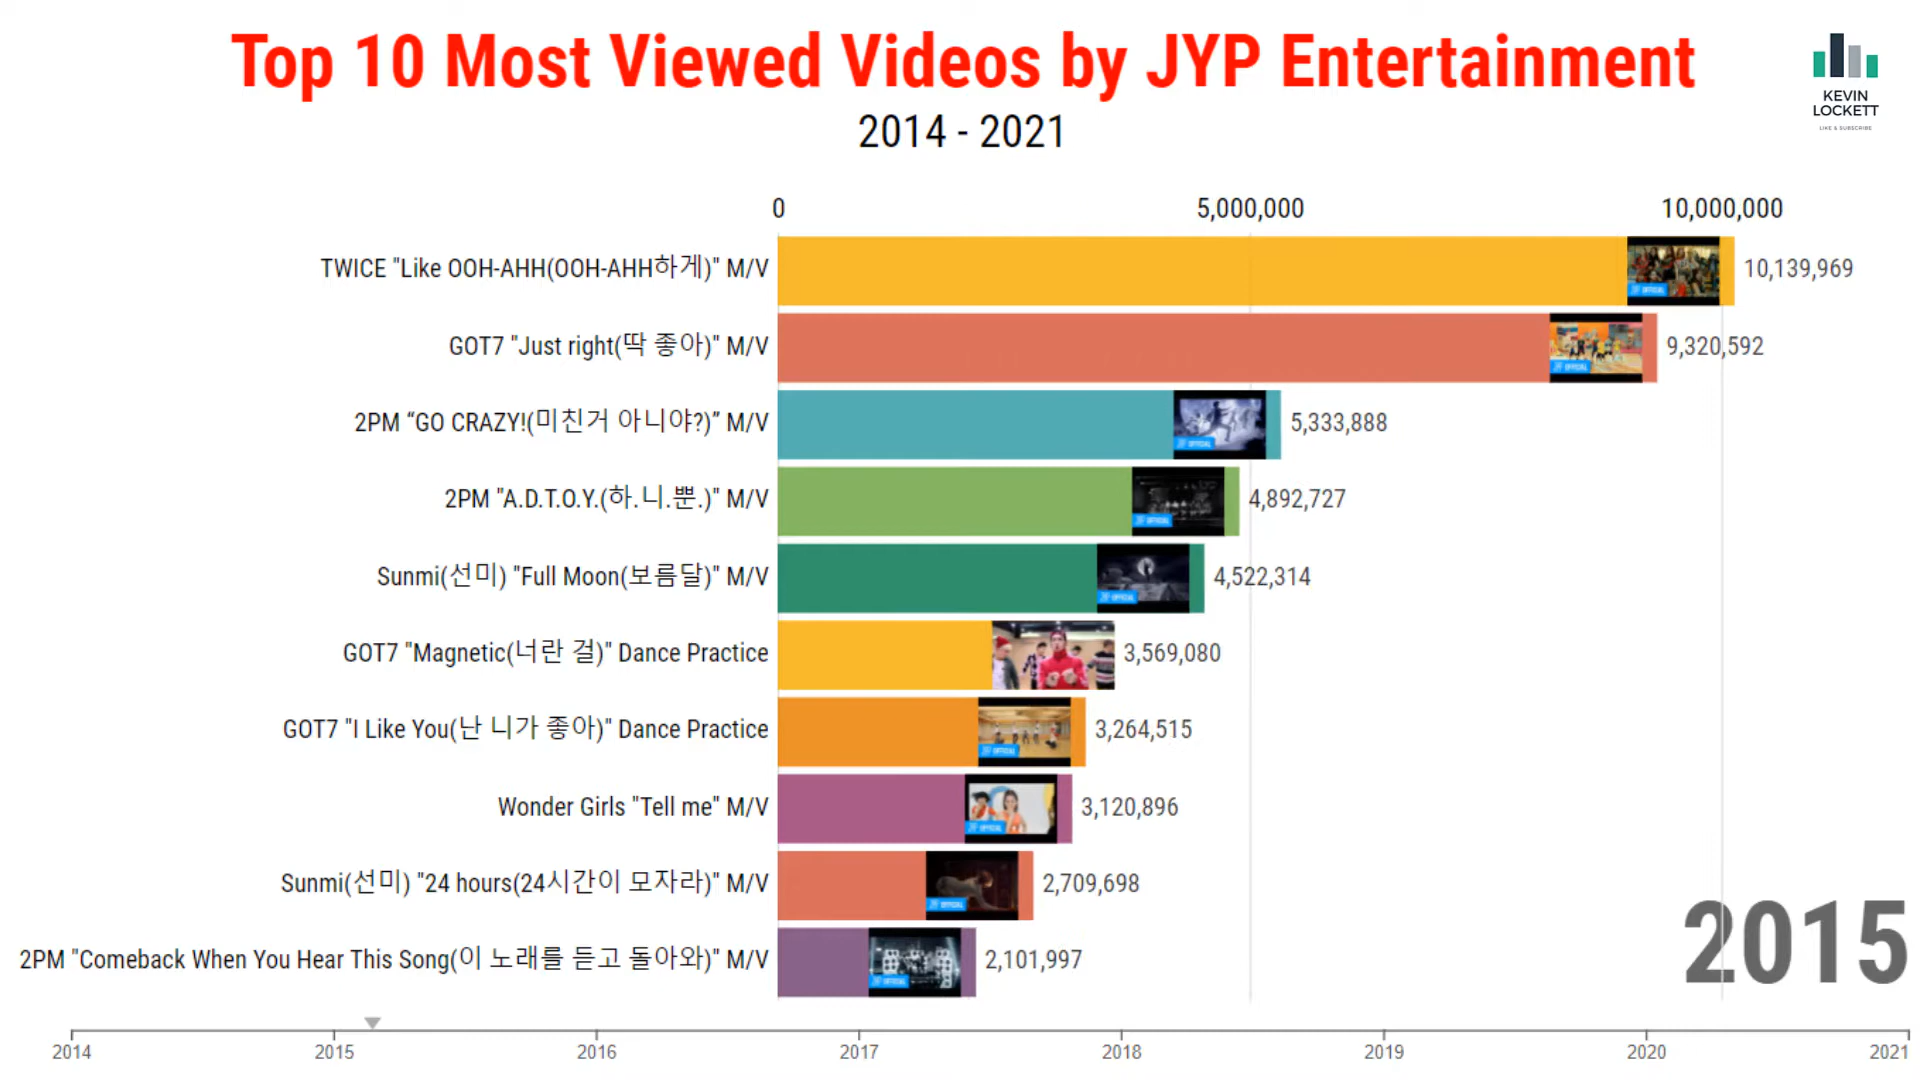 Top 10 Most Viewed Videos by JYP Entertainment
2014 - 2021
KEVIN
LOCKETT
LIKE & SUBSCRIBE
0 5,000,000 10,000,000
TWICE "Like OOH-AHH(OOH-AHH하게)" M/V 10,139,969
GOT7 "Just right(딱 좋아)" M/V 9,320,592
2PM “GO CRAZY!(미친거 아니야?)” M/V 5,333,888
2PM "A.D.T.O.Y.(하.니.뿐.)" M/V 4,892,727
Sunmi(선미) "Full Moon(보름달)" M/V 4,522,314
GOT7 "Magnetic(너란 걸)" Dance Practice 3,569,080
GOT7 "I Like You(난 니가 좋아)" Dance Practice 3,264,515
Wonder Girls "Tell me" M/V 3,120,896
Sunmi(선미) "24 hours(24시간이 모자라)" M/V 2,709,698
2PM "Comeback When You Hear This Song(이 노래를 듣고 돌아와)" M/V 2,101,997
2015
2014 2015 2016 2017 2018 2019 2020 2021